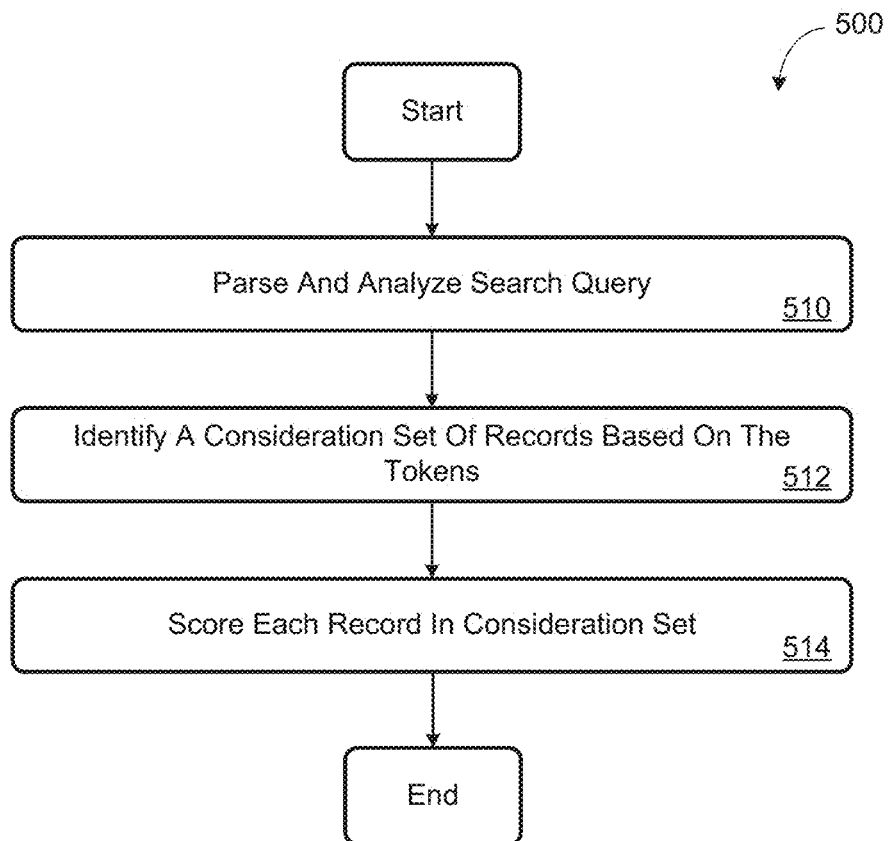 500
Start
Parse And Analyze Search Query
510
Identify A Consideration Set Of Records Based On The
Tokens
512
Score Each Record In Consideration Set
514
End